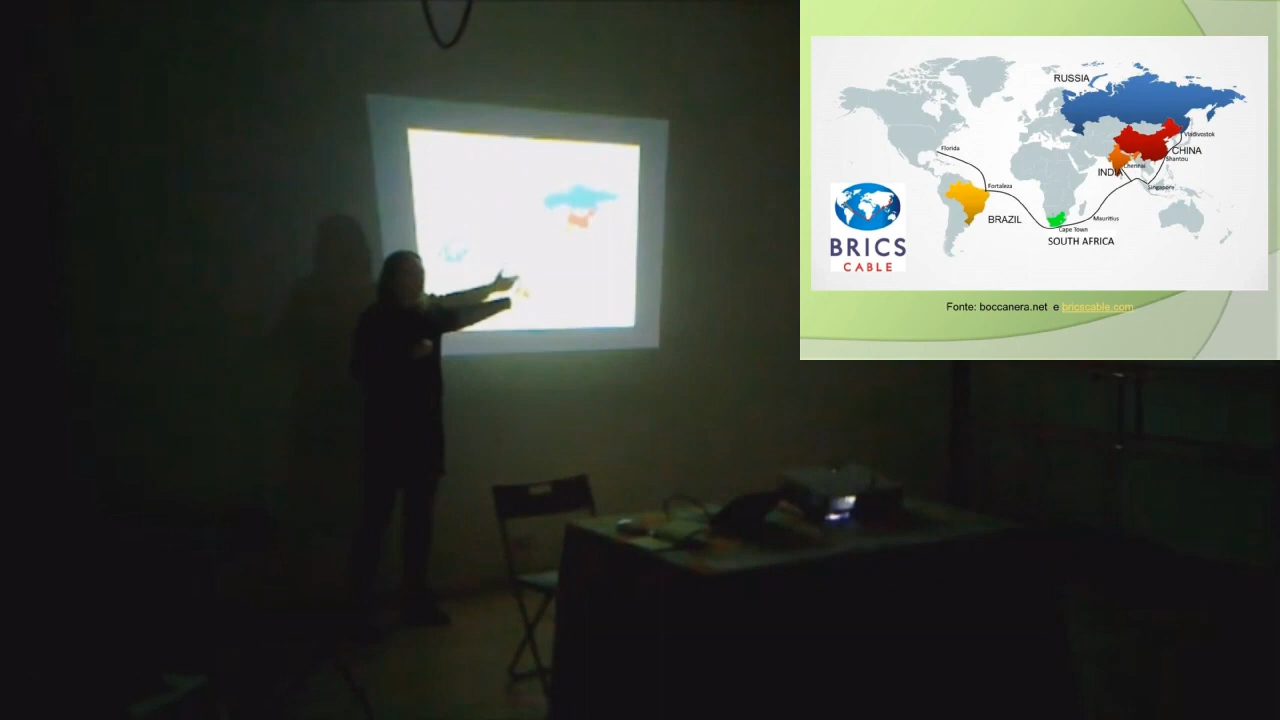 RUSSIA
Vladivostok
Florida
CHINA
Shantou
Chennai
INDIA
Singapore
Fortaleza
BRAZIL
Mauritius
Cape Town
SOUTH AFRICA
BRICS
CABLE
Fonte: boccanera.net e bricscable.com